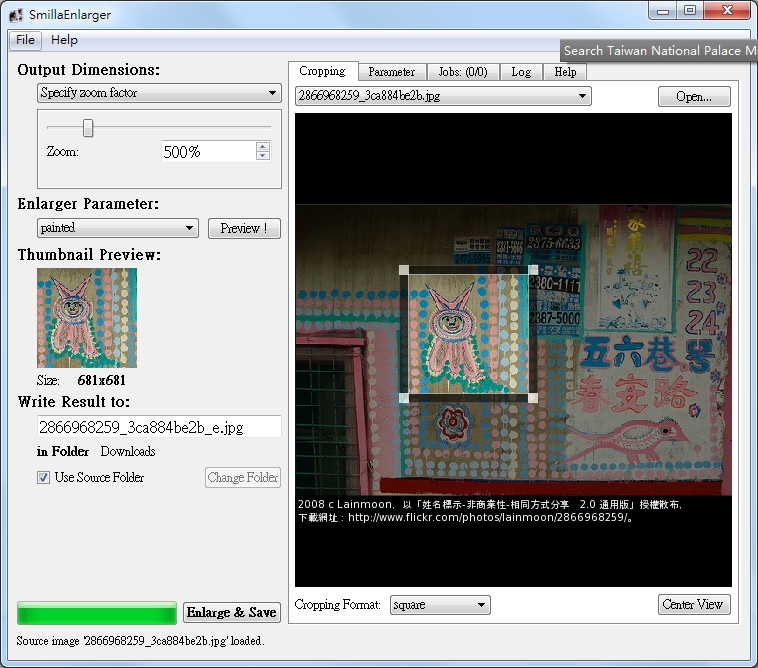 SmillaEnlarger
File Help
Search Taiwan National Palace M
Output Dimensions:
Specify zoom factor
Zoom: 500%
Enlarger Parameter:
painted Preview !
Thumbnail Preview:
Size: 681x681
Write Result to:
2866968259_3ca884be2b_e.jpg
in Folder Downloads
Use Source Folder Change Folder
Enlarge & Save
Source image '2866968259_3ca884be2b.jpg' loaded.
Cropping Parameter Jobs: (0/0) Log Help
2866968259_3ca884be2b.jpg Open...
2375-6633
2381-5666
2380-1111
2387-5000
22
23
24
五六巷號
春安路
2008 c Lainmoon, 以「姓名標示-非商業性-相同方式分享 2.0 通用版」授權散布,
下載網址：http://www.flickr.com/photos/lainmoon/2866968259/。
Cropping Format: square Center View